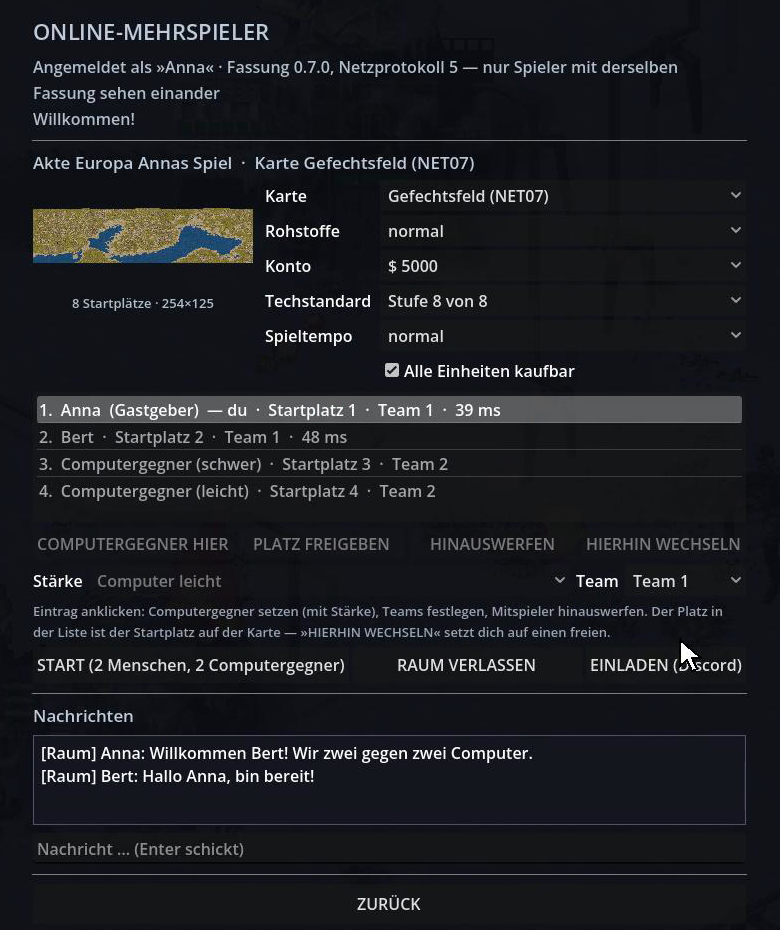 ONLINE-MEHRSPIELER
Angemeldet als »Anna« · Fassung 0.7.0, Netzprotokoll 5 — nur Spieler mit derselben
Fassung sehen einander
Willkommen!
Akte Europa Annas Spiel · Karte Gefechtsfeld (NET07)
Karte Gefechtsfeld (NET07)
Rohstoffe normal
Konto $ 5000
8 Startplätze · 254×125
Techstandard Stufe 8 von 8
Spieltempo normal
Alle Einheiten kaufbar
1. Anna (Gastgeber) — du · Startplatz 1 · Team 1 · 39 ms
2. Bert · Startplatz 2 · Team 1 · 48 ms
3. Computergegner (schwer) · Startplatz 3 · Team 2
4. Computergegner (leicht) · Startplatz 4 · Team 2
COMPUTERGEGNER HIER PLATZ FREIGEBEN HINAUSWERFEN HIERHIN WECHSELN
Stärke Computer leicht Team Team 1
Eintrag anklicken: Computergegner setzen (mit Stärke), Teams festlegen, Mitspieler hinauswerfen. Der Platz in
der Liste ist der Startplatz auf der Karte — »HIERHIN WECHSELN« setzt dich auf einen freien.
START (2 Menschen, 2 Computergegner) RAUM VERLASSEN EINLADEN (Discord)
Nachrichten
[Raum] Anna: Willkommen Bert! Wir zwei gegen zwei Computer.
[Raum] Bert: Hallo Anna, bin bereit!
Nachricht ... (Enter schickt)
ZURÜCK